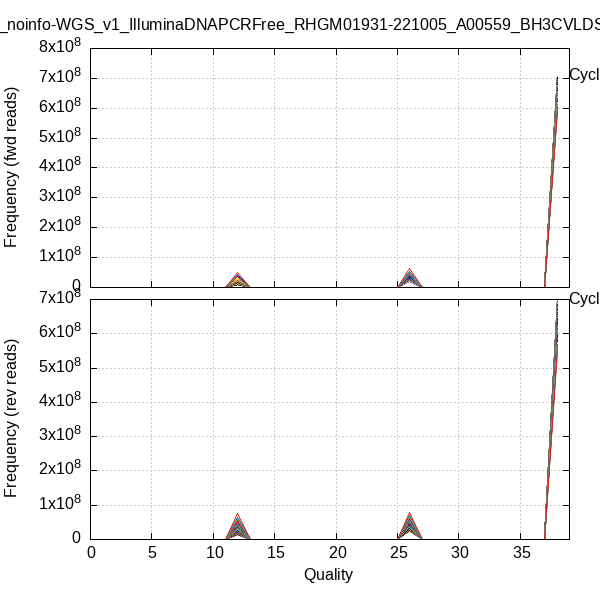 _noinfo-WGS_v1_IlluminaDNAPCRFree_RHGM01931-221005_A00559_BH3CVLDS
8x10^8
7x10^8
6x10^8
5x10^8
4x10^8
3x10^8
2x10^8
1x10^8
0
Frequency (fwd reads)
Cycl
7x10^8
6x10^8
5x10^8
4x10^8
3x10^8
2x10^8
1x10^8
0
Frequency (rev reads)
Cycl
0 5 10 15 20 25 30 35
Quality